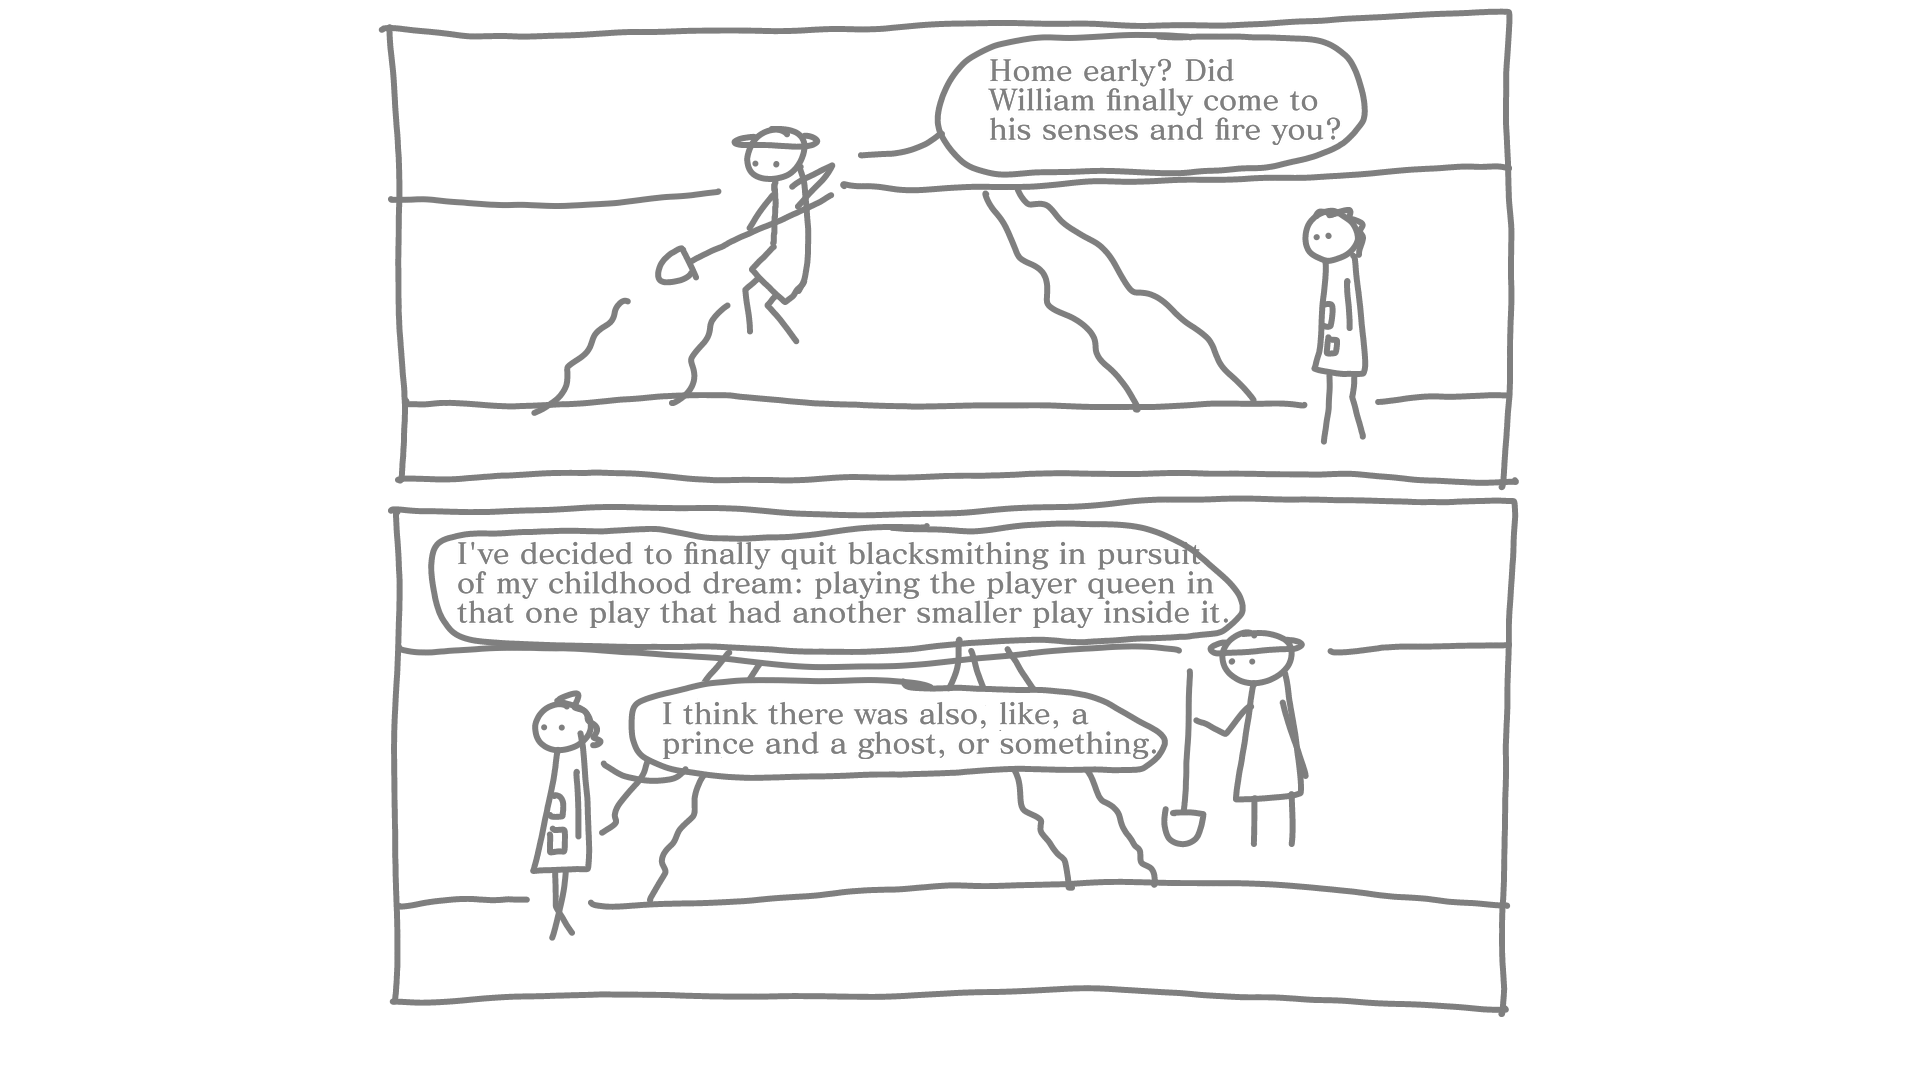 Home early? Did
William finally come to
his senses and fire you?
I've decided to finally quit blacksmithing in pursuit
of my childhood dream: playing the player queen in
that one play that had another smaller play inside it.
I think there was also, like, a
prince and a ghost, or something.